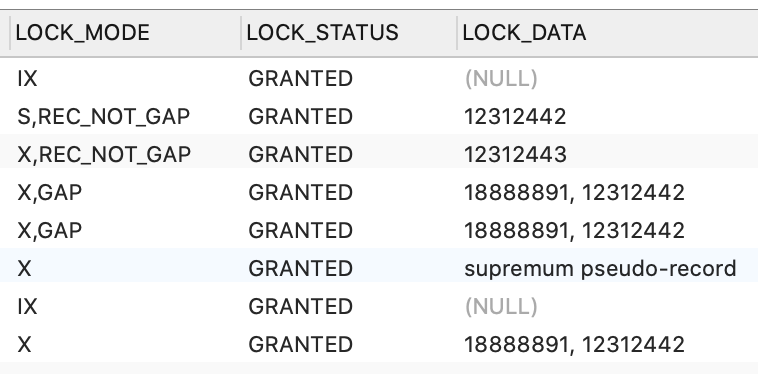 LOCK_MODE LOCK_STATUS LOCK_DATA
IX GRANTED (NULL)
S,REC_NOT_GAP GRANTED 12312442
X,REC_NOT_GAP GRANTED 12312443
X,GAP GRANTED 18888891, 12312442
X,GAP GRANTED 18888891, 12312442
X GRANTED supremum pseudo-record
IX GRANTED (NULL)
X GRANTED 18888891, 12312442